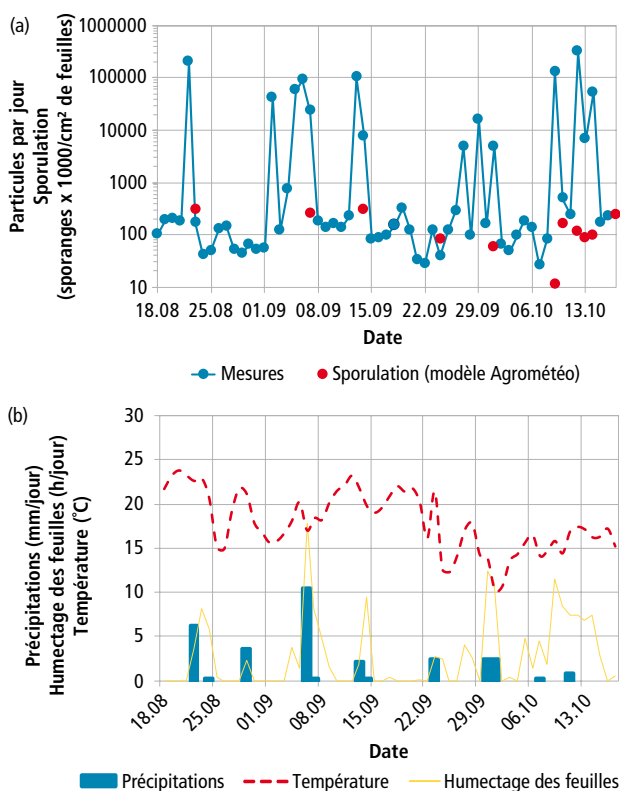 (a)
Particules par jour
Sporulation
(sporanges x 1000/cm² de feuilles)
1000000
100000
10000
1000
100
10
18.08 25.08 01.09 08.09 15.09 22.09 29.09 06.10 13.10
Date
Mesures Sporulation (modèle Agrométéo)
(b)
Précipitations (mm/jour)
Humectage des feuilles (h/jour)
Température (°C)
30
25
20
15
10
5
0
18.08 25.08 01.09 08.09 15.09 22.09 29.09 06.10 13.10
Date
Précipitations Température Humectage des feuilles